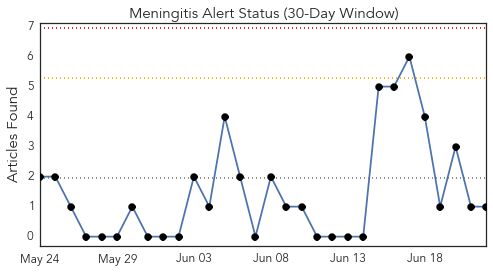 Meningitis Alert Status (30-Day Window)
Articles Found
7
6
5
4
3
2
1
0
May 24
May 29
Jun 03
Jun 08
Jun 13
Jun 18